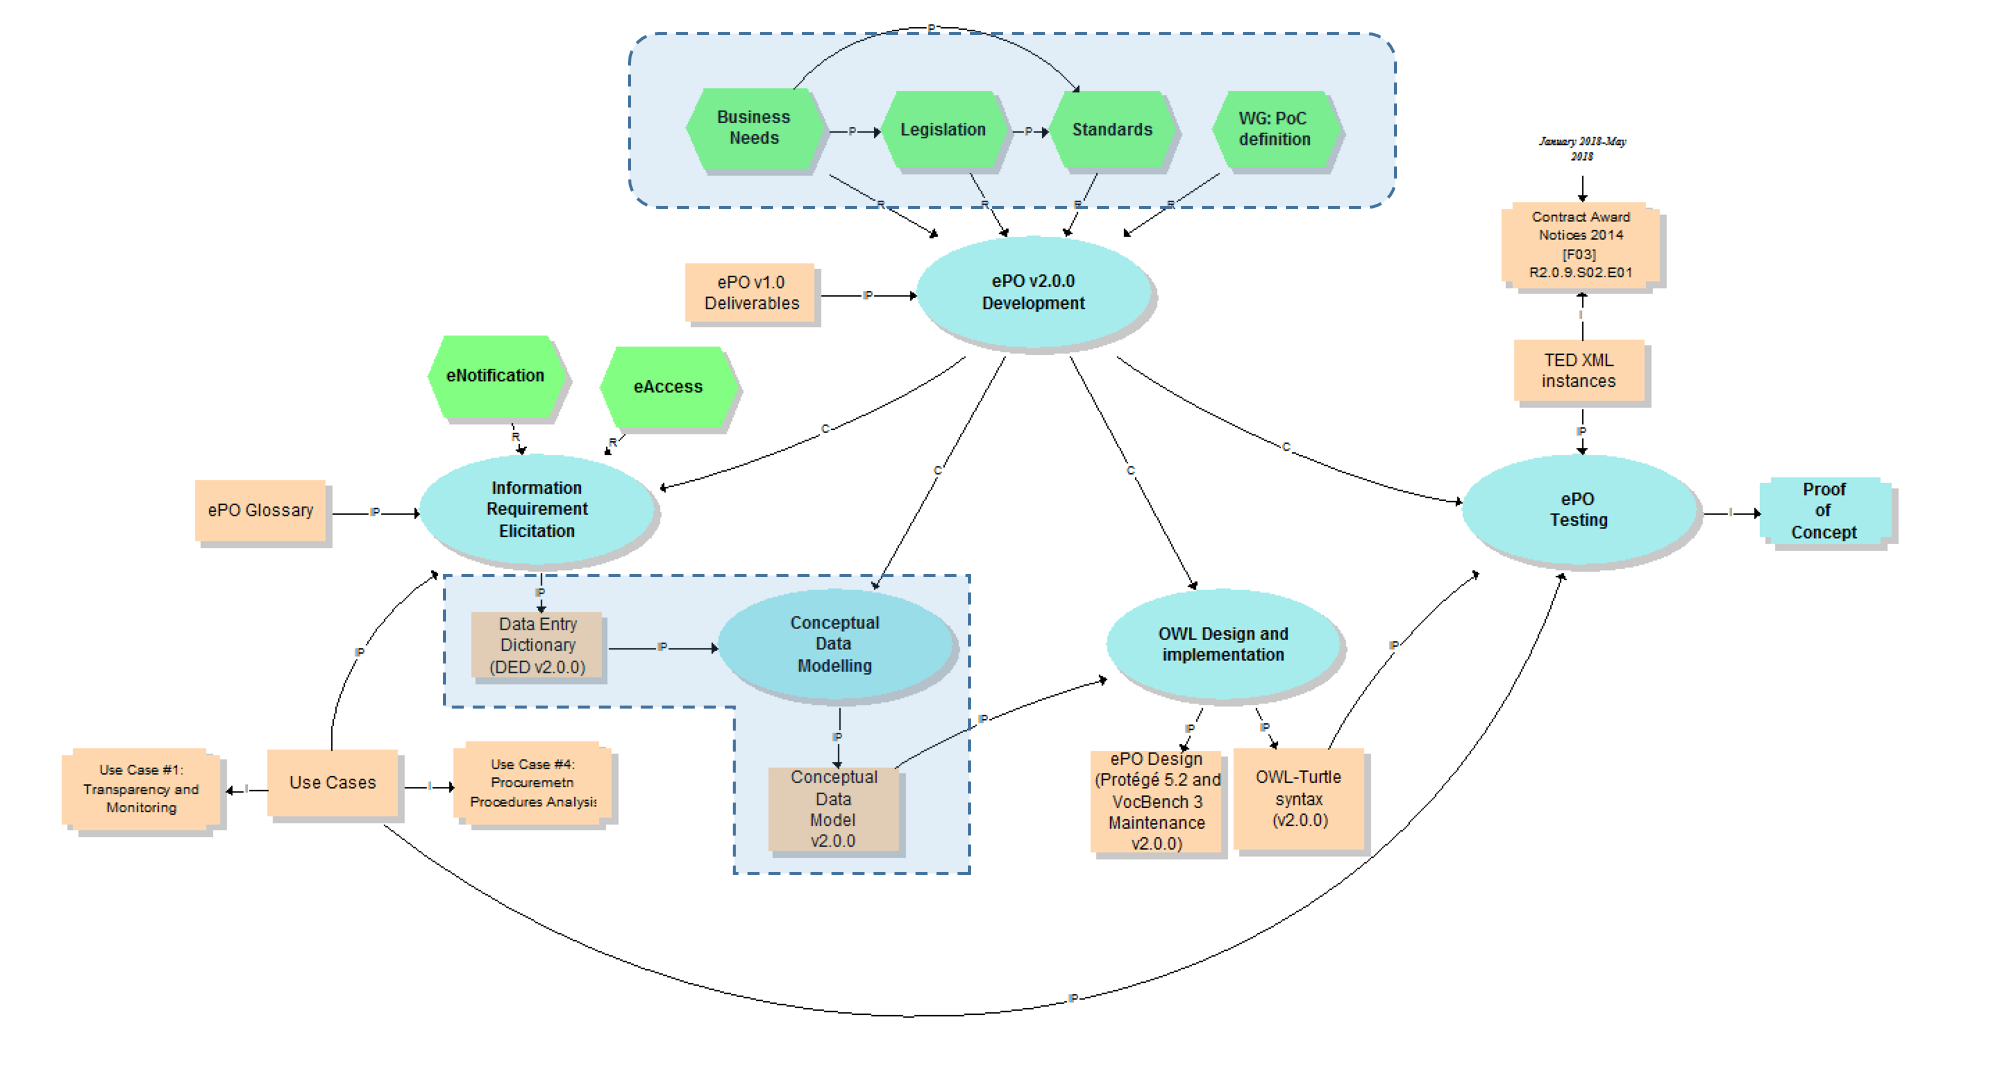 P
Business
Needs
P
Legislation
P
Standards
WG: PoC
definition
R
R
R
R
January 2018-May
2018
Contract Award
Notices 2014
[F03]
R2.0.9.S02.E01
I
TED XML
instances
IP
ePO v1.0
Deliverables
IP
ePO v2.0.0
Development
eNotification
eAccess
R
R
C
C
C
C
ePO Glossary
IP
Information
Requirement
Elicitation
ePO
Testing
I
Proof
of
Concept
IP
Data Entry
Dictionary
(DED v2.0.0)
IP
Conceptual
Data
Modelling
OWL Design and
implementation
IP
IP
IP
IP
IP
IP
Use Case #1:
Transparency and
Monitoring
I
Use Cases
I
Use Case #4:
Procuremetn
Procedures Analysis
Conceptual
Data
Model
v2.0.0
ePO Design
(Protégé 5.2 and
VocBench 3
Maintenance
v2.0.0)
OWL-Turtle
syntax
(v2.0.0)
IP